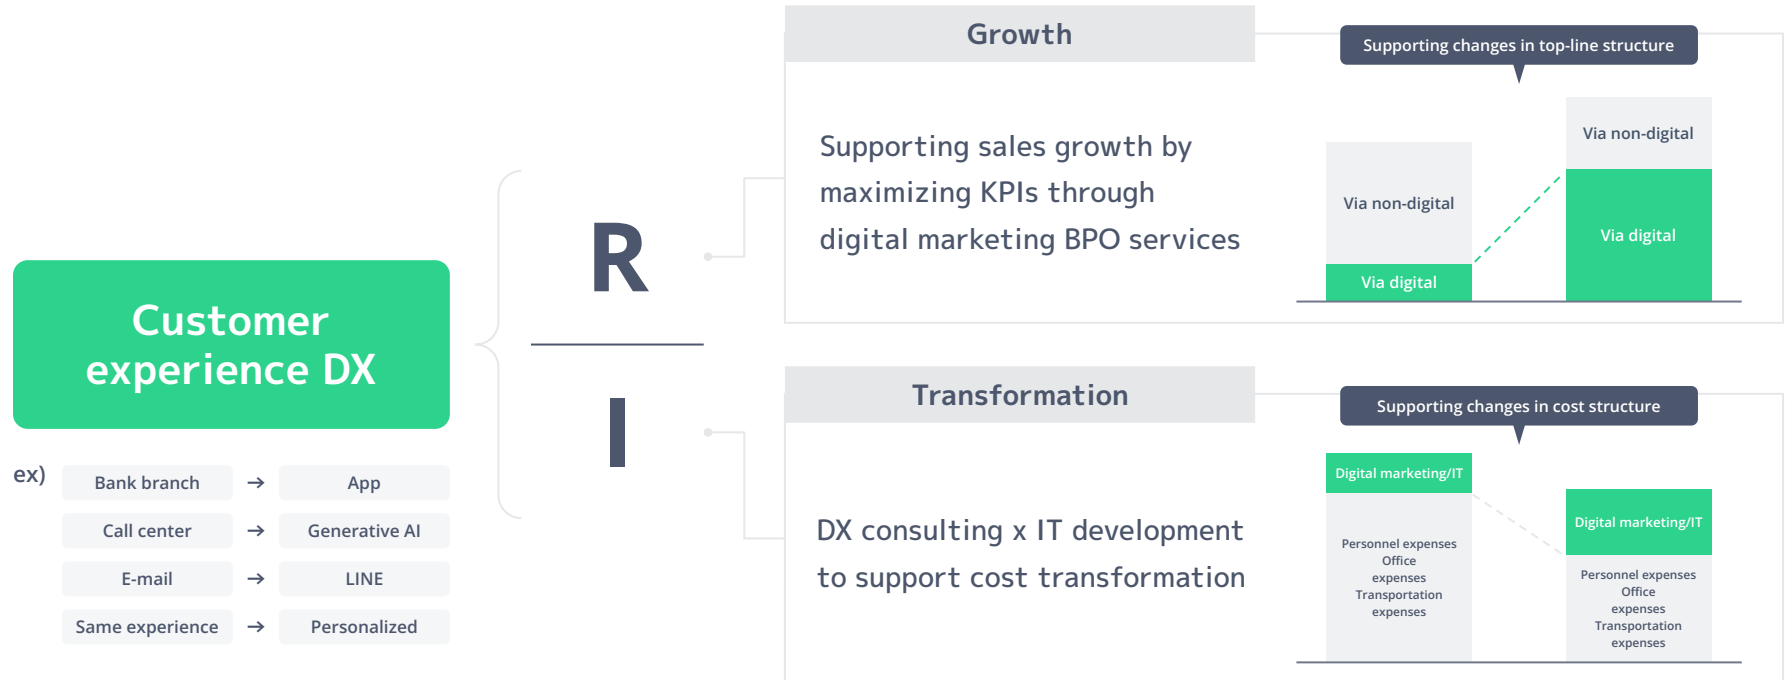 Customer
experience DX
ex)
Bank branch → App
Call center → Generative AI
E-mail → LINE
Same experience → Personalized
R
I
Growth
Supporting sales growth by
maximizing KPIs through
digital marketing BPO services
Supporting changes in top-line structure
Via non-digital
Via digital
Via non-digital
Via digital
Transformation
DX consulting x IT development
to support cost transformation
Supporting changes in cost structure
Digital marketing/IT
Personnel expenses
Office
expenses
Transportation
expenses
Digital marketing/IT
Personnel expenses
Office
expenses
Transportation
expenses